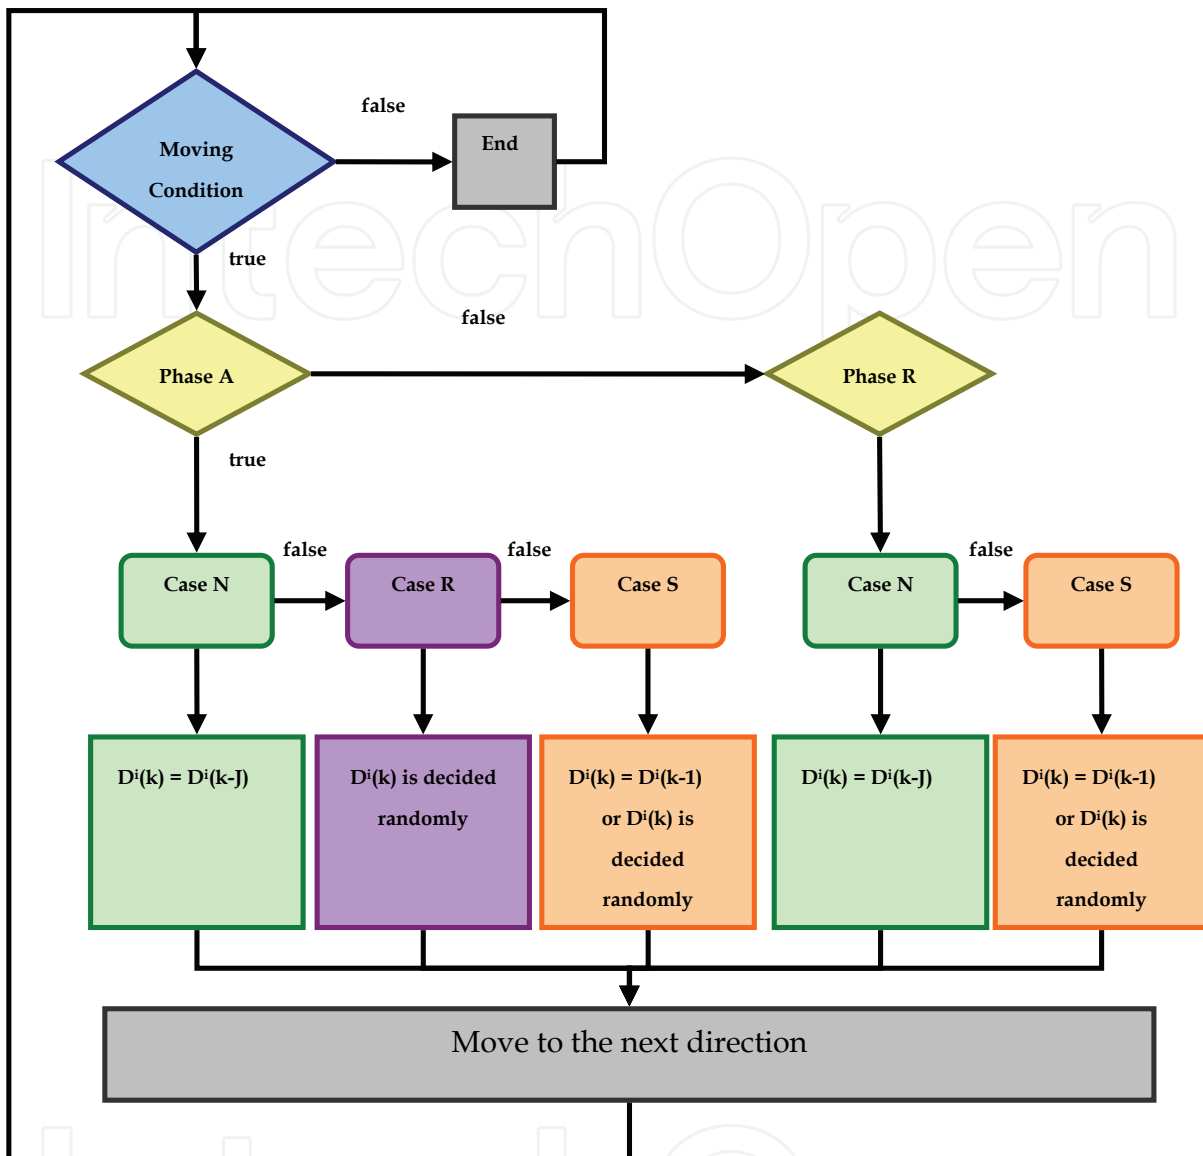 false
End
Moving
Condition
true
false
Phase A
Phase R
true
false
false
false
Case N
Case R
Case S
Case N
Case S
Dⁱ(k) = Dⁱ(k-J)
Dⁱ(k) is decided
randomly
Dⁱ(k) = Dⁱ(k-1)
or Dⁱ(k) is
decided
randomly
Dⁱ(k) = Dⁱ(k-J)
Dⁱ(k) = Dⁱ(k-1)
or Dⁱ(k) is
decided
randomly
Move to the next direction
IntechOpen